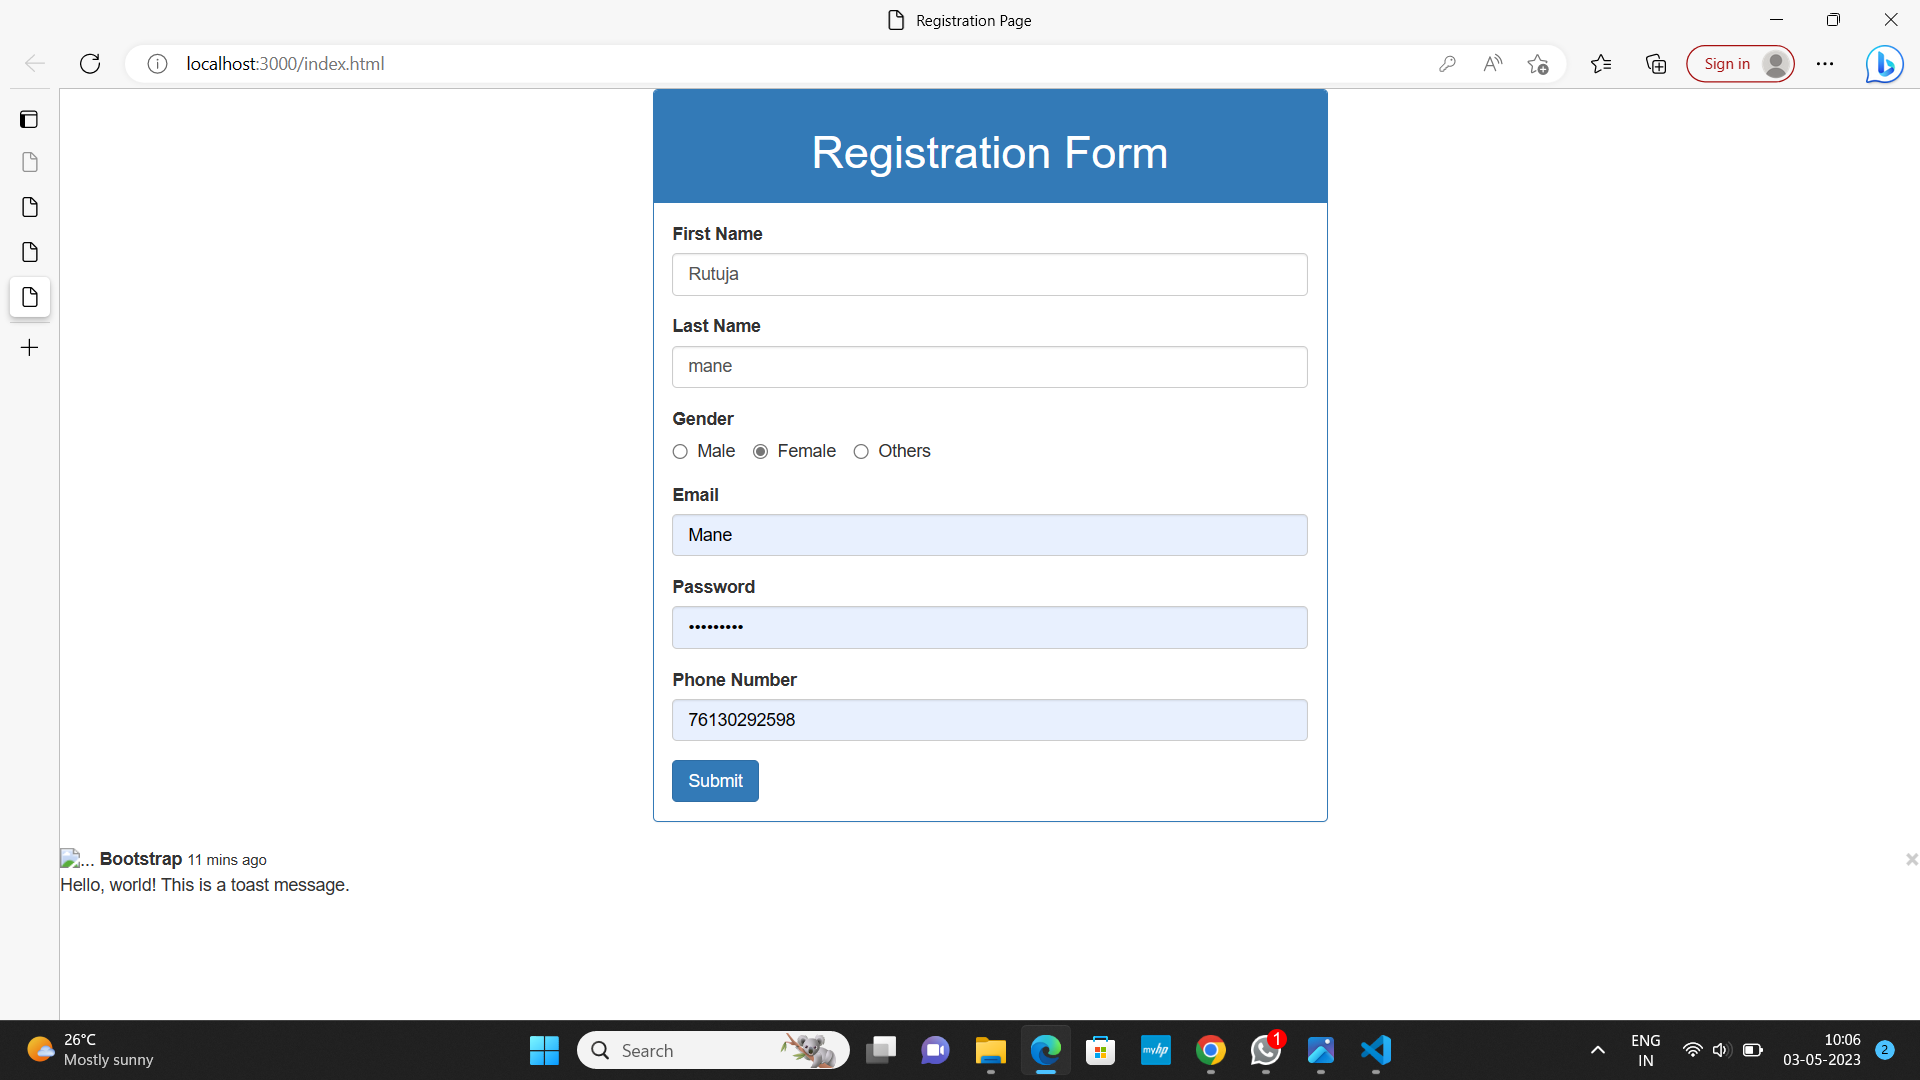 Registration Page
localhost:3000/index.html
Sign in
Registration Form
First Name
Rutuja
Last Name
mane
Gender
Male Female Others
Email
Mane
Password
•••••••••
Phone Number
76130292598
Submit
... Bootstrap 11 mins ago ×
Hello, world! This is a toast message.
26°C
Mostly sunny
Search
myhp
1
ENG
IN
10:06
03-05-2023
2